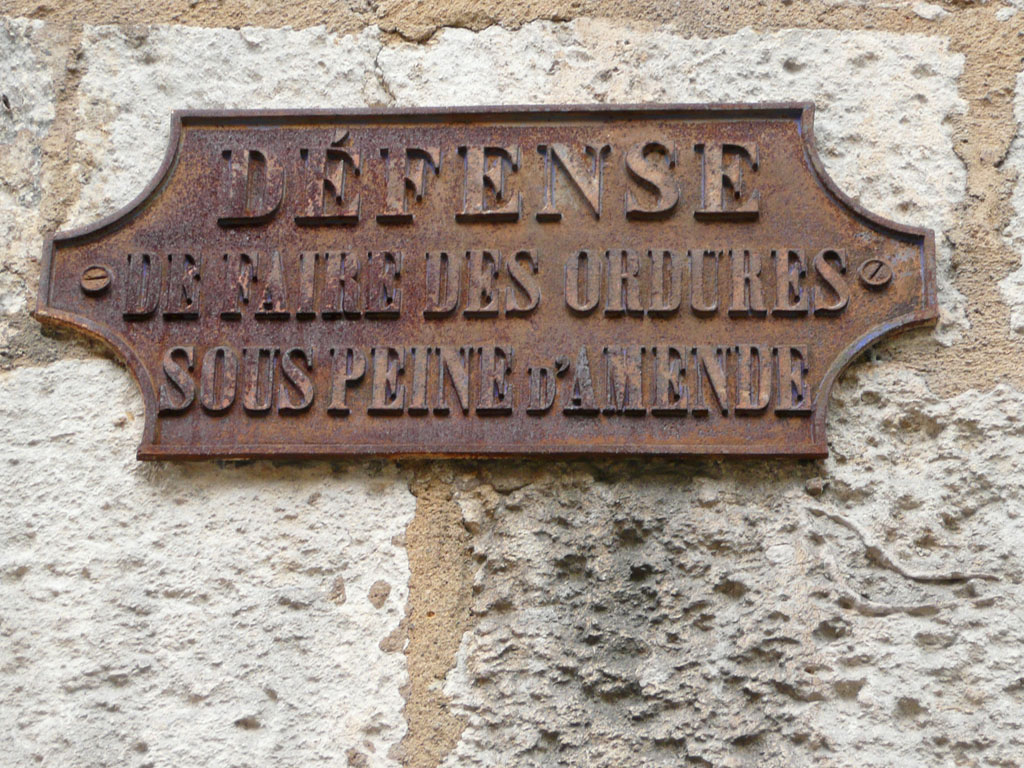 DÉFENSE
DE FAIRE DES ORDURES
SOUS PEINE D'AMENDE